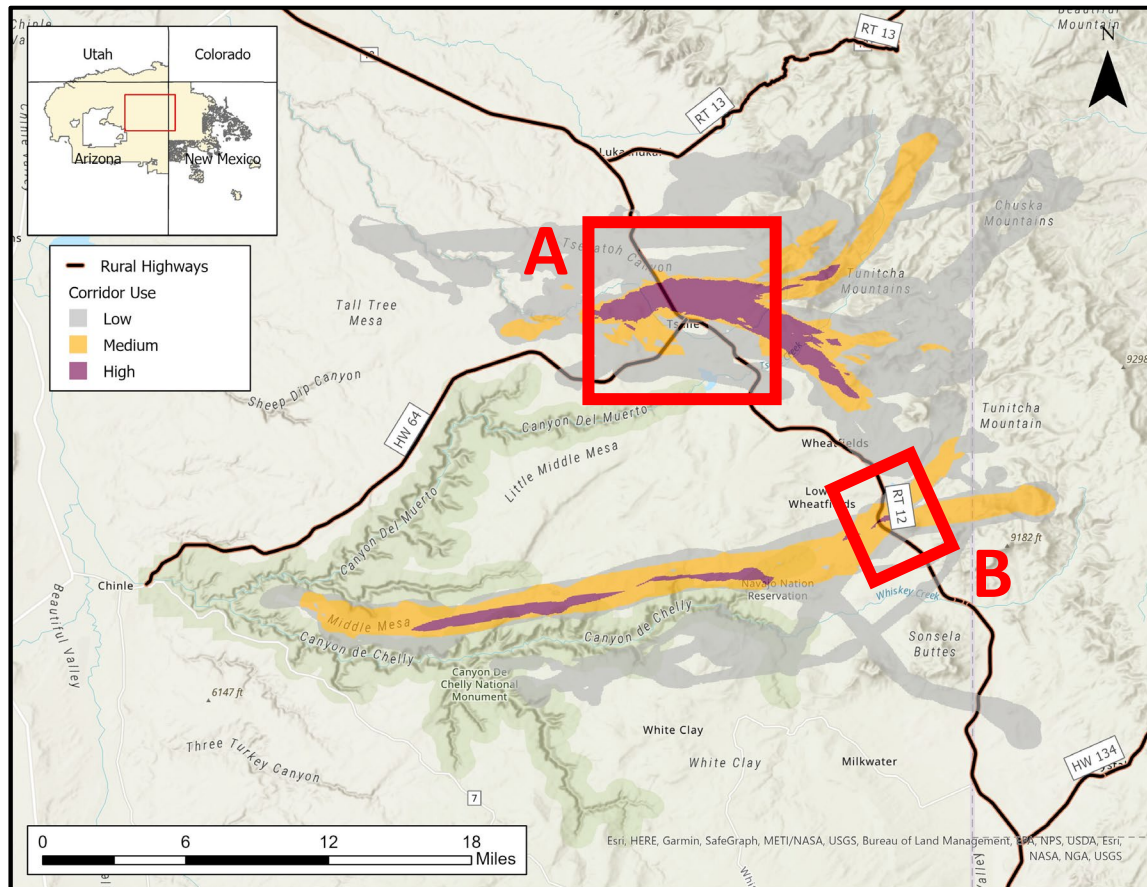 Chinle
Utah
Colorado
Arizona
New Mexico
Rural Highways
Corridor Use
Low
Medium
High
N
RT 13
RT 13
Mountain
Chuska
Mountains
A
Tsegatoh Canyon
Tunitcha
Mountains
Tall Tree
Mesa
Sheep Dip Canyon
HW 64
Canyon Del Muerto
Little Middle Mesa
Canyon Del Muerto
Wheatfields
Tunitcha
Mountain
Wheatfields
RT 12
9182 ft
B
Chinle
Beautiful Valley
Middle Mesa
Canyon de Chelly
Canyon de Chelly
Navajo Nation
Reservation
Whiskey Creek
Sonsela
Buttes
Canyon De
Chelly National
Monument
6147 ft
Three Turkey Canyon
White Clay
White Clay
Milkwater
HW 134
7
0
6
12
18
Miles
Esri, HERE, Garmin, SafeGraph, METI/NASA, USGS, Bureau of Land Management, EPA, NPS, USDA, Esri,
NASA, NGA, USGS